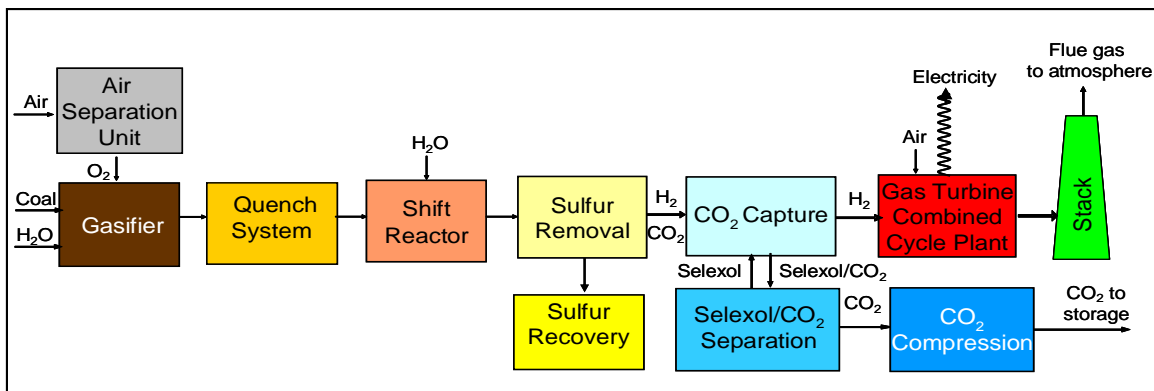 Air
Air
Separation
Unit
O₂
Coal
H₂O
Gasifier
Quench
System
H₂O
Shift
Reactor
Sulfur
Removal
Sulfur
Recovery
H₂
CO₂
CO₂ Capture
Selexol
Selexol/CO₂
Selexol/CO₂
Separation
CO₂
CO₂
Compression
CO₂ to
storage
H₂
Air
Electricity
Gas Turbine
Combined
Cycle Plant
Stack
Flue gas
to atmosphere